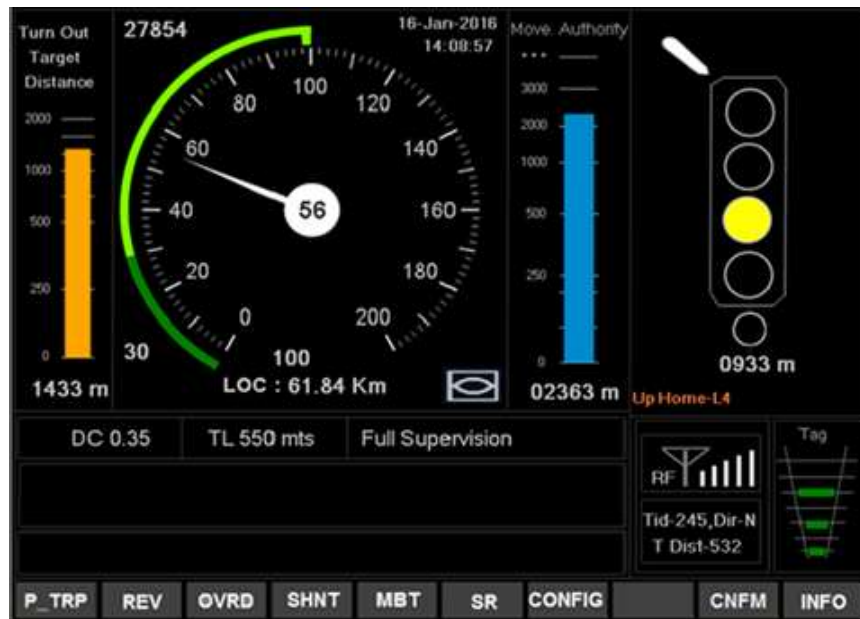 Turn Out
Target
Distance
2000
1000
500
250
0
1433 m
27854
16-Jan-2016
14:08:57
0
20
40
60
80
100
120
140
160
180
200
56
30
100
LOC : 61.84 Km
Move. Authority
3000
2000
1000
500
250
0
02363 m
0933 m
Up Home-L4
DC 0.35
TL 550 mts
Full Supervision
RF
Tid-245,Dir-N
T Dist-532
Tag
P_TRP
REV
OVRD
SHNT
MBT
SR
CONFIG
CNFM
INFO